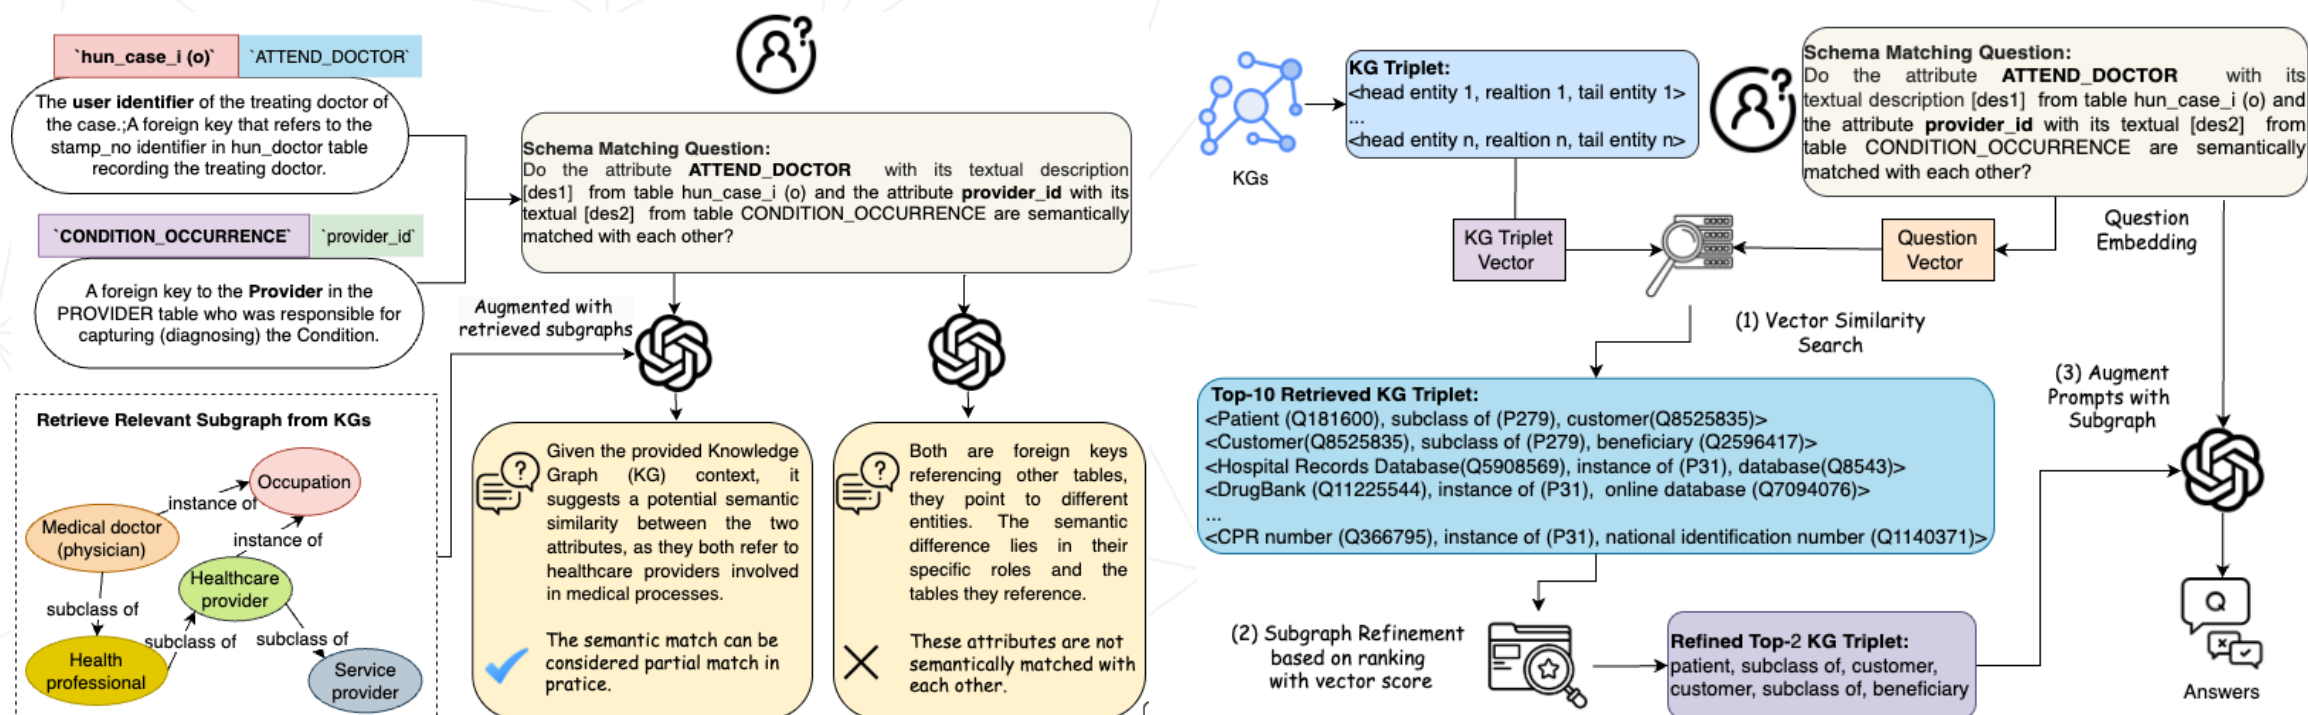 `hun_case_i (o)` `ATTEND_DOCTOR`
The user identifier of the treating doctor of
the case.;A foreign key that refers to the
stamp_no identifier in hun_doctor table
recording the treating doctor.
`CONDITION_OCCURRENCE` `provider_id`
A foreign key to the Provider in the
PROVIDER table who was responsible for
capturing (diagnosing) the Condition.
Retrieve Relevant Subgraph from KGs
Occupation
instance of
Medical doctor
(physician)
instance of
Healthcare
provider
subclass of
subclass of
subclass of
Health
professional
Service
provider
?
Schema Matching Question:
Do the attribute ATTEND_DOCTOR with its textual description
[des1] from table hun_case_i (o) and the attribute provider_id with its
textual [des2] from table CONDITION_OCCURRENCE are semantically
matched with each other?
Augmented with
retrieved subgraphs
?
Given the provided Knowledge
Graph (KG) context, it
suggests a potential semantic
similarity between the two
attributes, as they both refer to
healthcare providers involved
in medical processes.
The semantic match can be
considered partial match in
pratice.
?
Both are foreign keys
referencing other tables,
they point to different
entities. The semantic
difference lies in their
specific roles and the
tables they reference.
These attributes are not
semantically matched with
each other.
KGs
KG Triplet:
<head entity 1, realtion 1, tail entity 1>
...
<head entity n, realtion n, tail entity n>
?
Schema Matching Question:
Do the attribute ATTEND_DOCTOR with its
textual description [des1] from table hun_case_i (o) and
the attribute provider_id with its textual [des2] from
table CONDITION_OCCURRENCE are semantically
matched with each other?
KG Triplet
Vector
Question
Vector
Question
Embedding
(1) Vector Similarity
Search
Top-10 Retrieved KG Triplet:
<Patient (Q181600), subclass of (P279), customer(Q8525835)>
<Customer(Q8525835), subclass of (P279), beneficiary (Q2596417)>
<Hospital Records Database(Q5908569), instance of (P31), database(Q8543)>
<DrugBank (Q11225544), instance of (P31), online database (Q7094076)>
...
<CPR number (Q366795), instance of (P31), national identification number (Q1140371)>
(3) Augment
Prompts with
Subgraph
(2) Subgraph Refinement
based on ranking
with vector score
Refined Top-2 KG Triplet:
patient, subclass of, customer,
customer, subclass of, beneficiary
Q
Answers